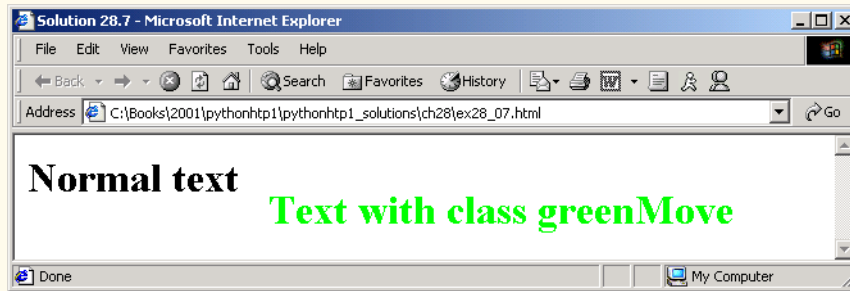 Solution 28.7 - Microsoft Internet Explorer
File Edit View Favorites Tools Help
Back Search Favorites History
Address C:\Books\2001\pythonhtp1\pythonhtp1_solutions\ch28\ex28_07.html Go
Normal text
Text with class greenMove
Done My Computer